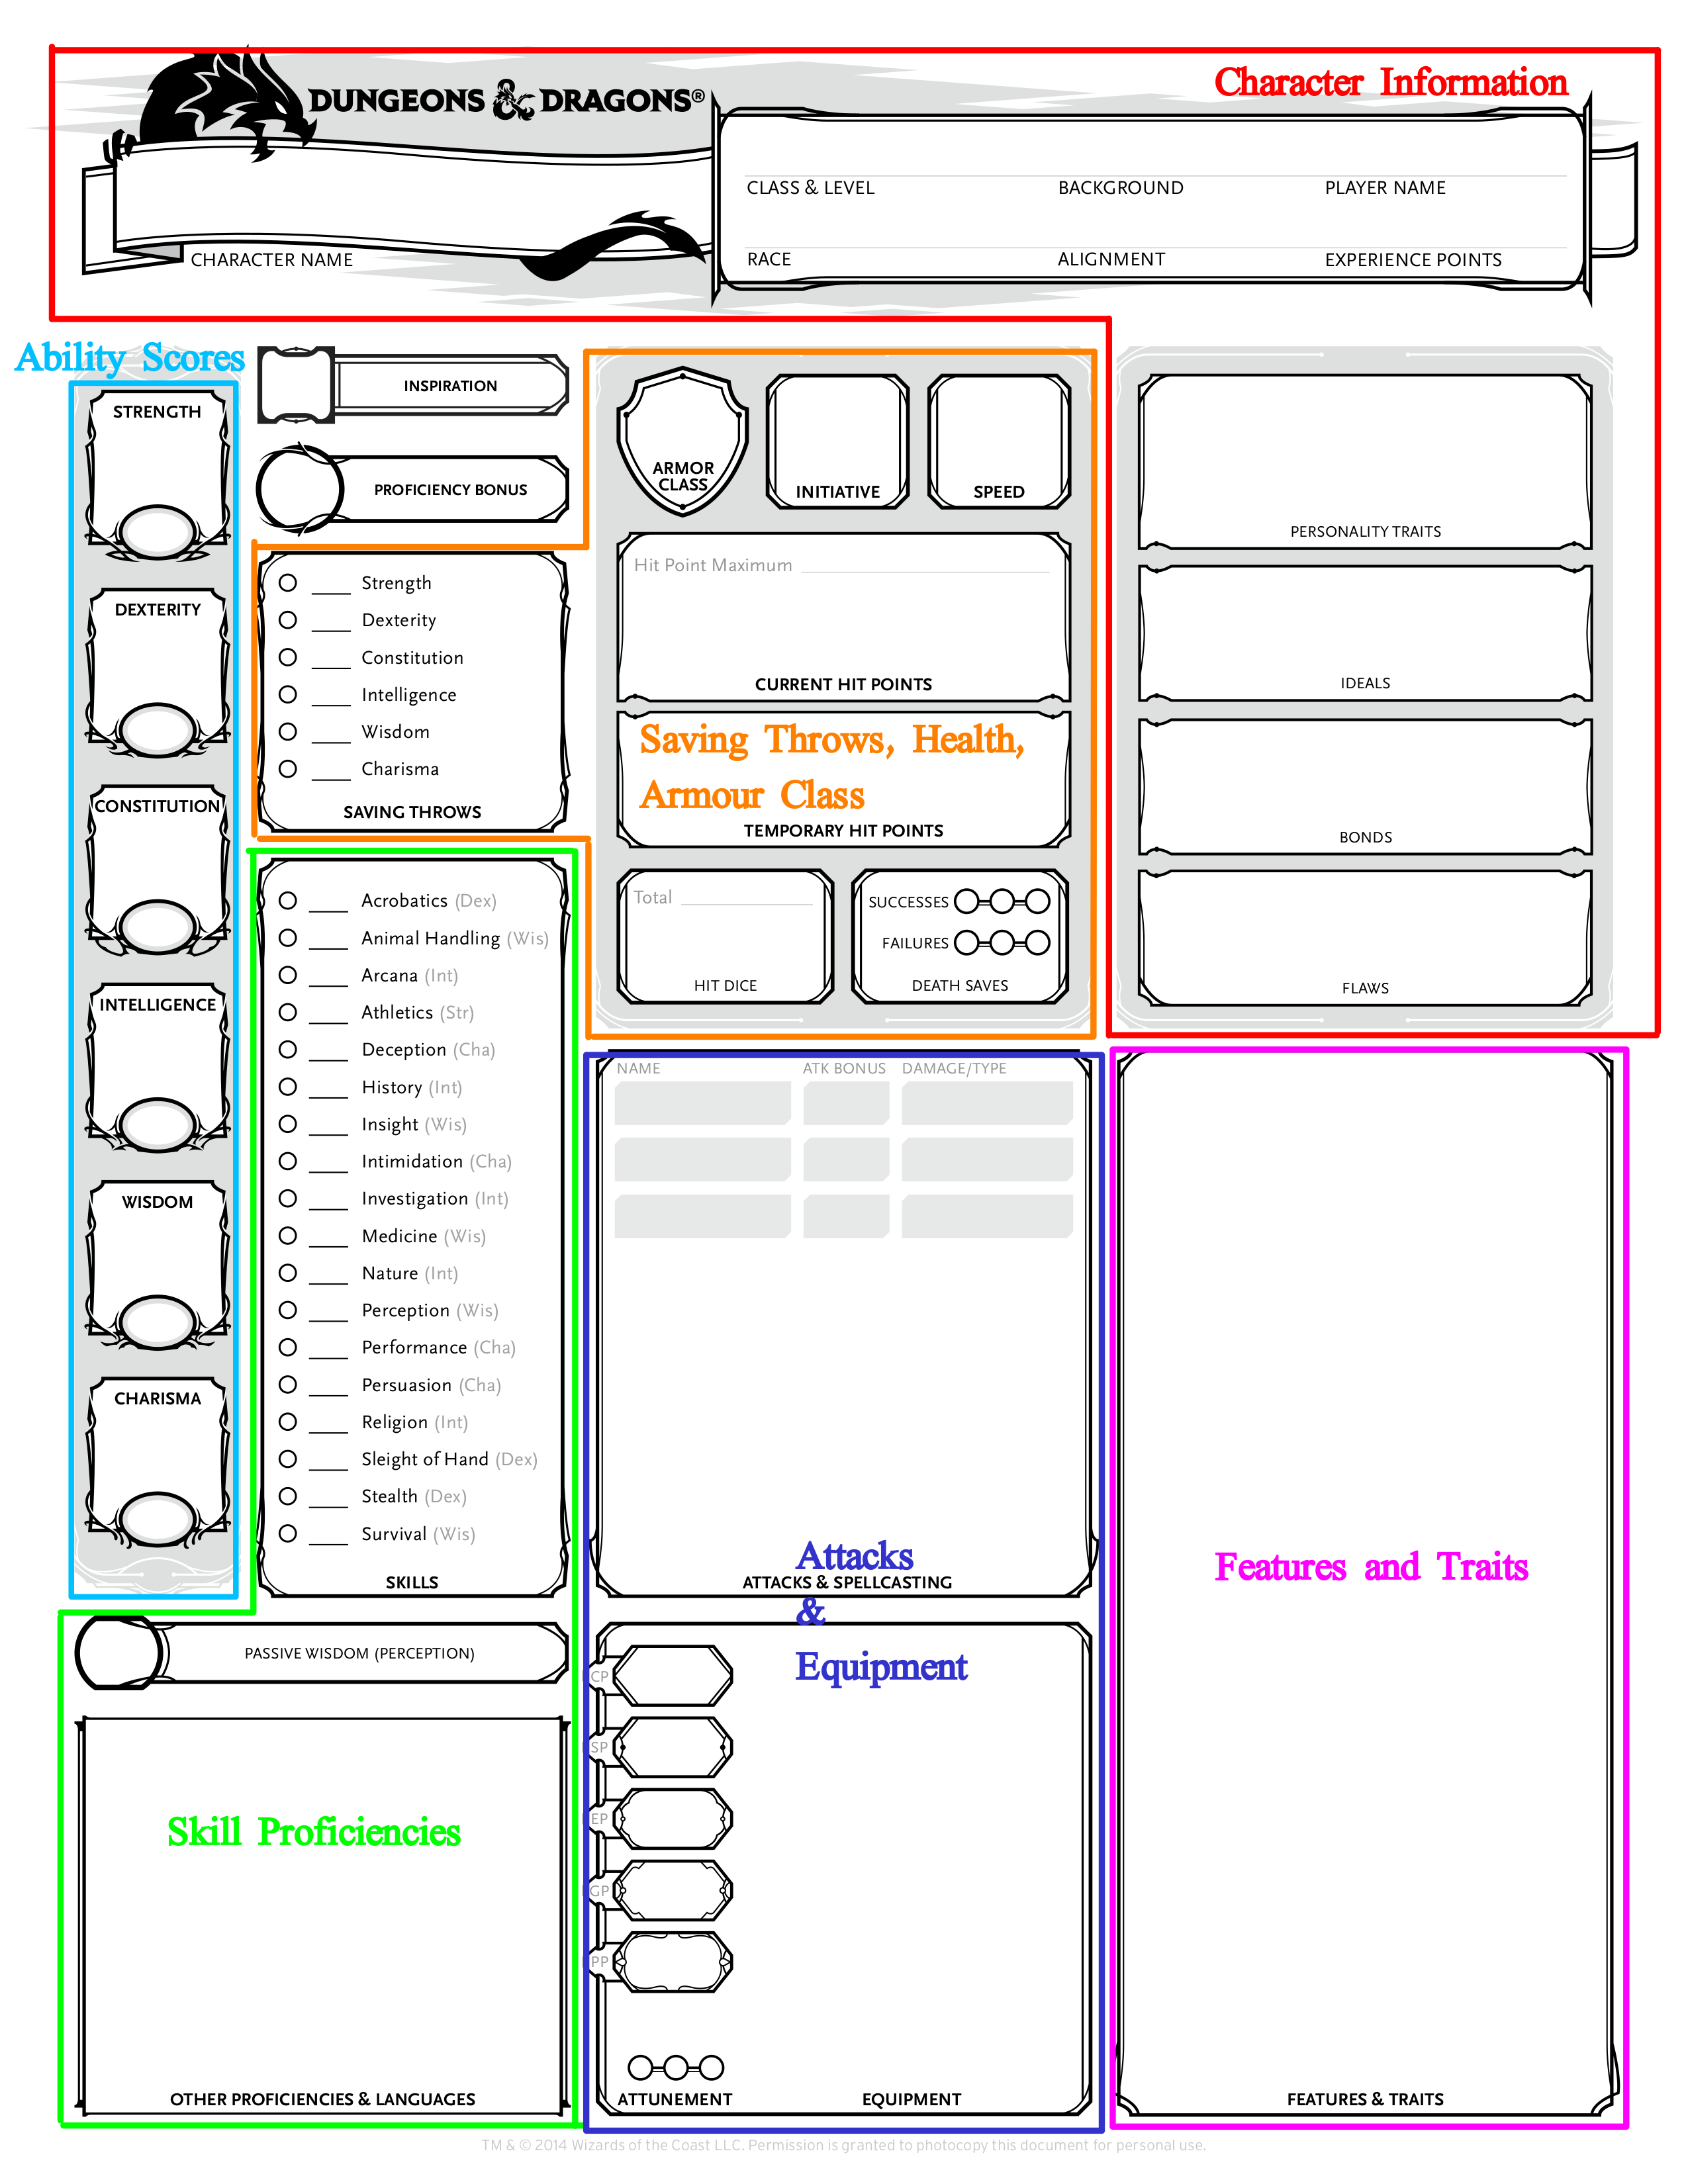 Character Information
DUNGEONS & DRAGONS®
CLASS & LEVEL BACKGROUND PLAYER NAME
CHARACTER NAME
RACE ALIGNMENT EXPERIENCE POINTS
Ability Scores
STRENGTH
DEXTERITY
CONSTITUTION
INTELLIGENCE
WISDOM
CHARISMA
INSPIRATION
PROFICIENCY BONUS
Strength
Dexterity
Constitution
Intelligence
Wisdom
Charisma
SAVING THROWS
Acrobatics (Dex)
Animal Handling (Wis)
Arcana (Int)
Athletics (Str)
Deception (Cha)
History (Int)
Insight (Wis)
Intimidation (Cha)
Investigation (Int)
Medicine (Wis)
Nature (Int)
Perception (Wis)
Performance (Cha)
Persuasion (Cha)
Religion (Int)
Sleight of Hand (Dex)
Stealth (Dex)
Survival (Wis)
SKILLS
PASSIVE WISDOM (PERCEPTION)
Skill Proficiencies
OTHER PROFICIENCIES & LANGUAGES
ARMOR
CLASS
INITIATIVE
SPEED
Hit Point Maximum
CURRENT HIT POINTS
Saving Throws, Health,
Armour Class
TEMPORARY HIT POINTS
Total
HIT DICE
SUCCESSES
FAILURES
DEATH SAVES
NAME ATK BONUS DAMAGE/TYPE
Attacks
ATTACKS & SPELLCASTING
&
Equipment
CP
SP
EP
GP
PP
ATTUNEMENT
EQUIPMENT
PERSONALITY TRAITS
IDEALS
BONDS
FLAWS
Features and Traits
FEATURES & TRAITS
TM & © 2014 Wizards of the Coast LLC. Permission is granted to photocopy this document for personal use.